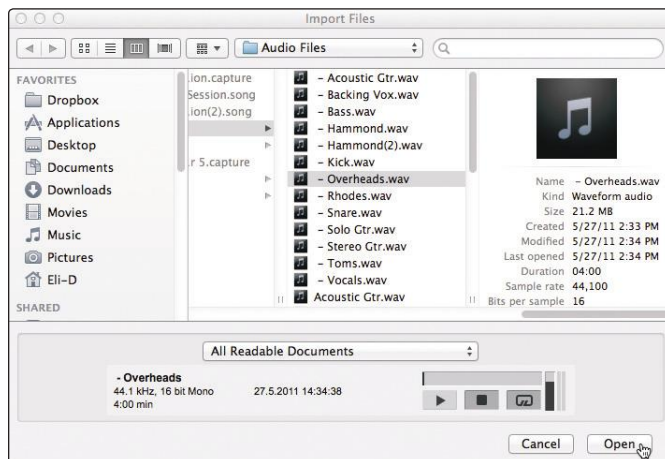 Import Files
Audio Files
FAVORITES
Dropbox
Applications
Desktop
Documents
Downloads
Movies
Music
Pictures
Eli-D
SHARED
ion.capture
Session.song
ion(2).song
r 5.capture
- Acoustic Gtr.wav
- Backing Vox.wav
- Bass.wav
- Hammond.wav
- Hammond(2).wav
- Kick.wav
- Overheads.wav
- Rhodes.wav
- Snare.wav
- Solo Gtr.wav
- Stereo Gtr.wav
- Toms.wav
- Vocals.wav
Acoustic Gtr.wav
Name - Overheads.wav
Kind Waveform audio
Size 21.2 MB
Created 5/27/11 2:33 PM
Modified 5/27/11 2:34 PM
Last opened 5/27/11 2:34 PM
Duration 04:00
Sample rate 44,100
Bits per sample 16
All Readable Documents
- Overheads
44.1 kHz, 16 bit Mono 27.5.2011 14:34:38
4:00 min
Cancel Open